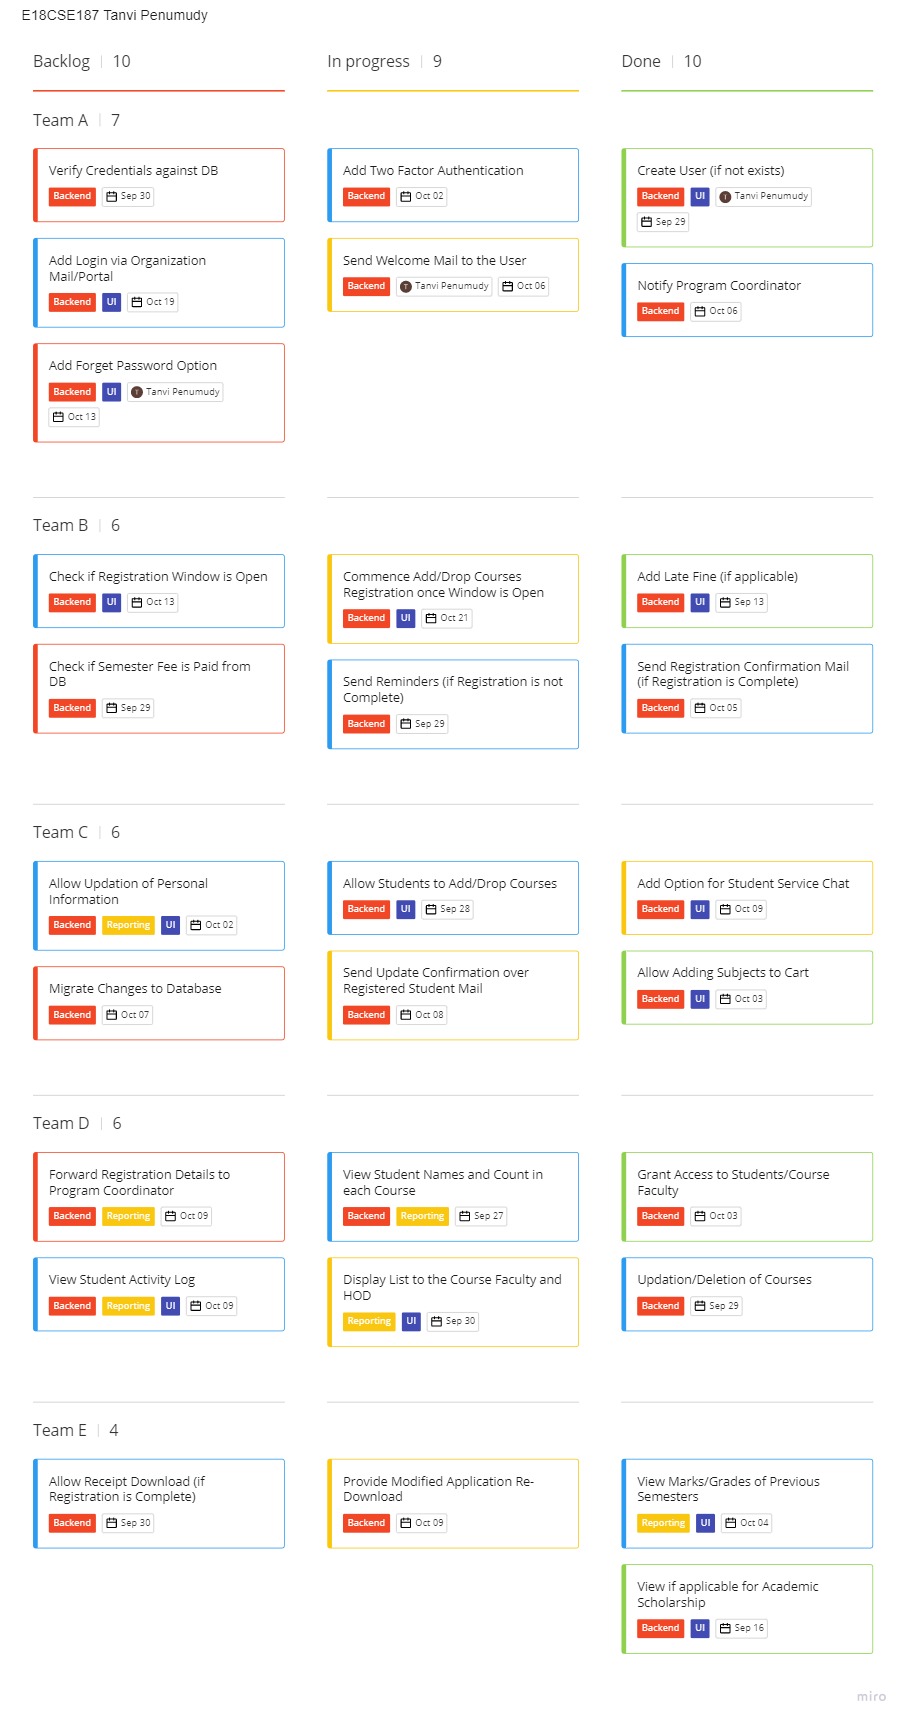 E18CSE187 Tanvi Penumudy
Backlog | 10
In progress | 9
Done | 10
Team A | 7
Verify Credentials against DB
Backend Sep 30
Add Login via Organization
Mail/Portal
Backend UI Oct 19
Add Forget Password Option
Backend UI T Tanvi Penumudy
Oct 13
Add Two Factor Authentication
Backend Oct 02
Send Welcome Mail to the User
Backend T Tanvi Penumudy Oct 06
Create User (if not exists)
Backend UI T Tanvi Penumudy
Sep 29
Notify Program Coordinator
Backend Oct 06
Team B | 6
Check if Registration Window is Open
Backend UI Oct 13
Check if Semester Fee is Paid from
DB
Backend Sep 29
Commence Add/Drop Courses
Registration once Window is Open
Backend UI Oct 21
Send Reminders (if Registration is not
Complete)
Backend Sep 29
Add Late Fine (if applicable)
Backend UI Sep 13
Send Registration Confirmation Mail
(if Registration is Complete)
Backend Oct 05
Team C | 6
Allow Updation of Personal
Information
Backend Reporting UI Oct 02
Migrate Changes to Database
Backend Oct 07
Allow Students to Add/Drop Courses
Backend UI Sep 28
Send Update Confirmation over
Registered Student Mail
Backend Oct 08
Add Option for Student Service Chat
Backend UI Oct 09
Allow Adding Subjects to Cart
Backend UI Oct 03
Team D | 6
Forward Registration Details to
Program Coordinator
Backend Reporting Oct 09
View Student Activity Log
Backend Reporting UI Oct 09
View Student Names and Count in
each Course
Backend Reporting Sep 27
Display List to the Course Faculty and
HOD
Reporting UI Sep 30
Grant Access to Students/Course
Faculty
Backend Oct 03
Updation/Deletion of Courses
Backend Sep 29
Team E | 4
Allow Receipt Download (if
Registration is Complete)
Backend Sep 30
Provide Modified Application Re-
Download
Backend Oct 09
View Marks/Grades of Previous
Semesters
Reporting UI Oct 04
View if applicable for Academic
Scholarship
Backend UI Sep 16
miro